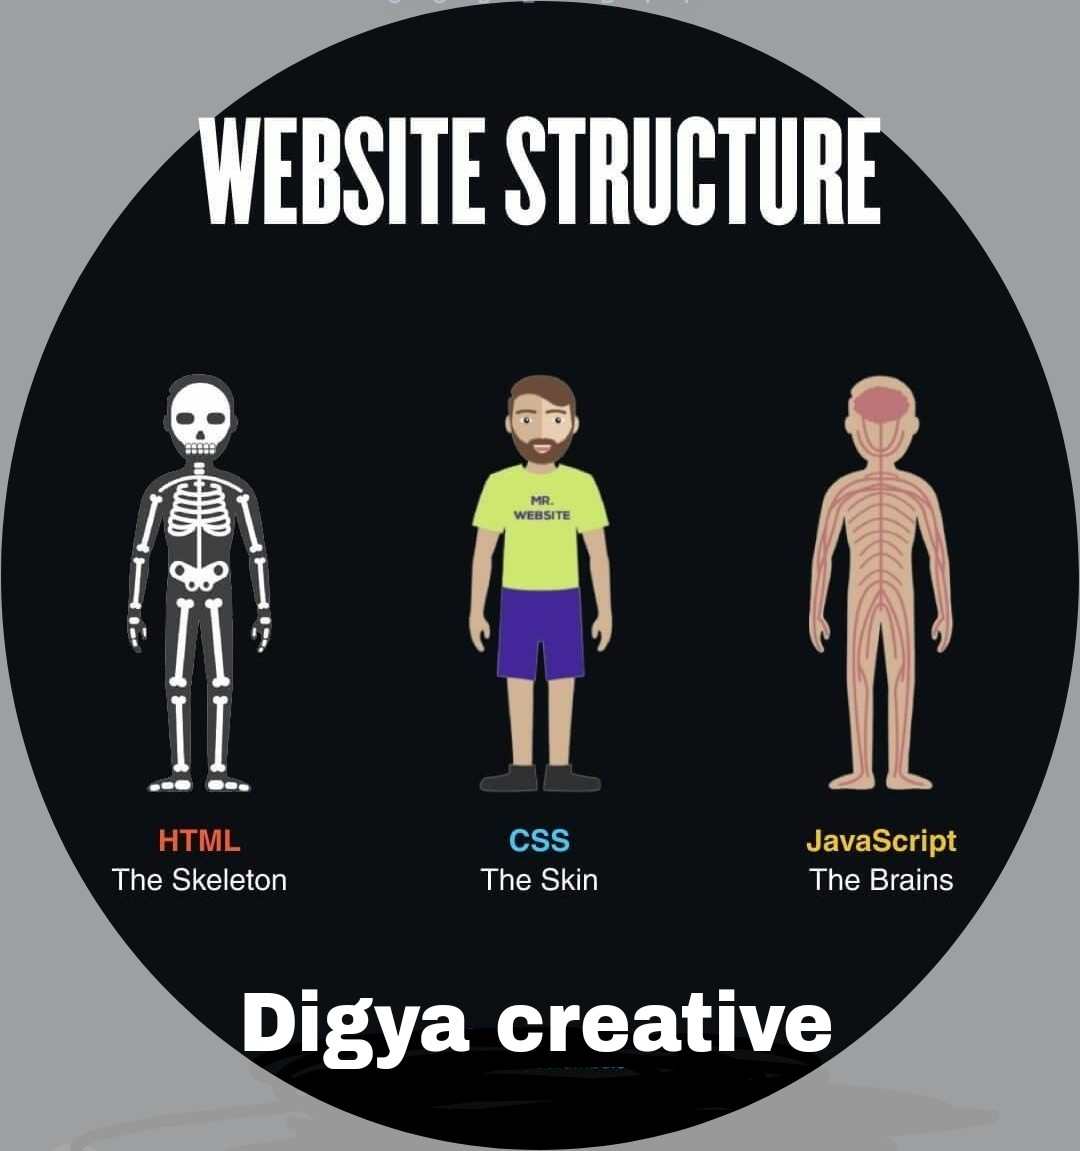 WEBSITE STRUCTURE
MR.
WEBSITE
HTML
The Skeleton
CSS
The Skin
JavaScript
The Brains
Digya creative